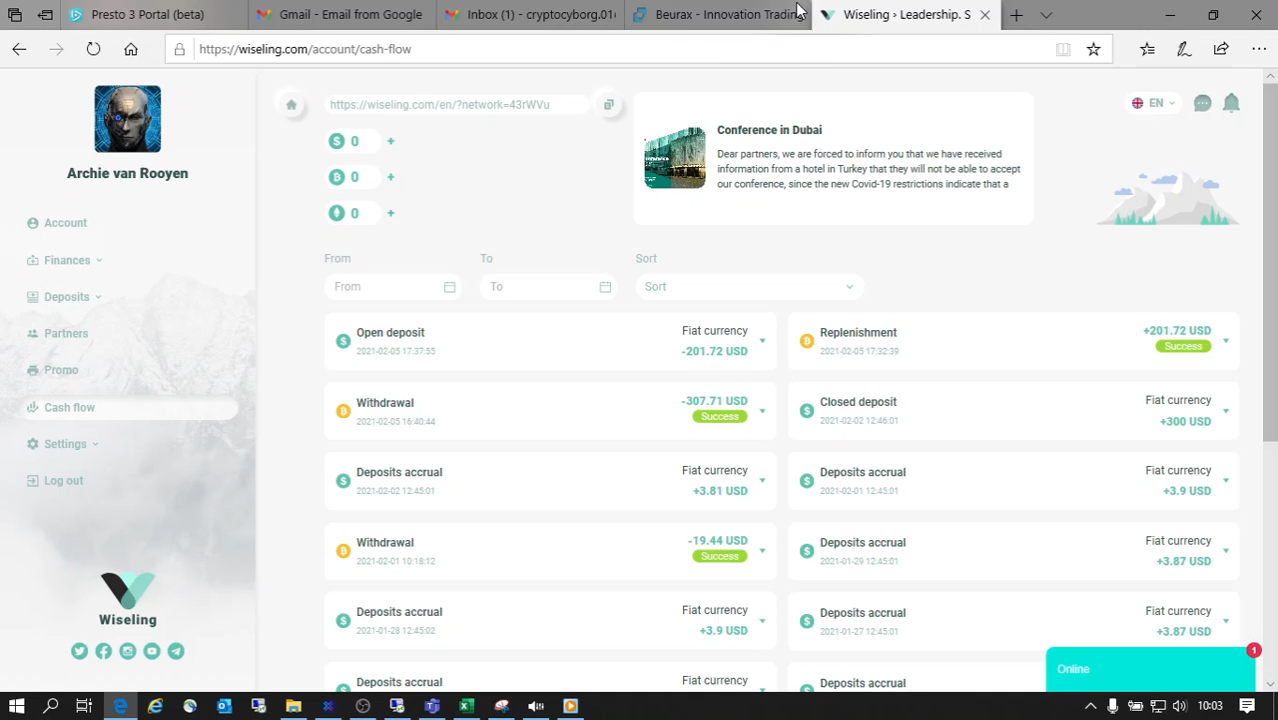 Presto 3 Portal (beta)
Gmail - Email from Google
Inbox (1) - cryptocyborg.01
Beurax - Innovation Tradin
Wiseling › Leadership. S
https://wiseling.com/account/cash-flow
Archie van Rooyen
Account
Finances
Deposits
Partners
Promo
Cash flow
Settings
Log out
Wiseling
https://wiseling.com/en/?network=43rWVu
$ 0 +
0 +
0 +
Conference in Dubai
Dear partners, we are forced to inform you that we have received
information from a hotel in Turkey that they will not be able to accept
our conference, since the new Covid-19 restrictions indicate that a
EN
From To Sort
From To Sort
Open deposit Fiat currency
2021-02-05 17:37:55 -201.72 USD
Replenishment +201.72 USD
2021-02-05 17:32:39 Success
Withdrawal -307.71 USD
2021-02-05 16:40:44 Success
Closed deposit Fiat currency
2021-02-02 12:46:01 +300 USD
Deposits accrual Fiat currency
2021-02-02 12:45:01 +3.81 USD
Deposits accrual Fiat currency
2021-02-01 12:45:01 +3.9 USD
Withdrawal -19.44 USD
2021-02-01 10:18:12 Success
Deposits accrual Fiat currency
2021-01-29 12:45:01 +3.87 USD
Deposits accrual Fiat currency
2021-01-28 12:45:02 +3.9 USD
Deposits accrual Fiat currency
2021-01-27 12:45:01 +3.87 USD
Deposits accrual Fiat currency
Deposits accrual
Online
1
10:03